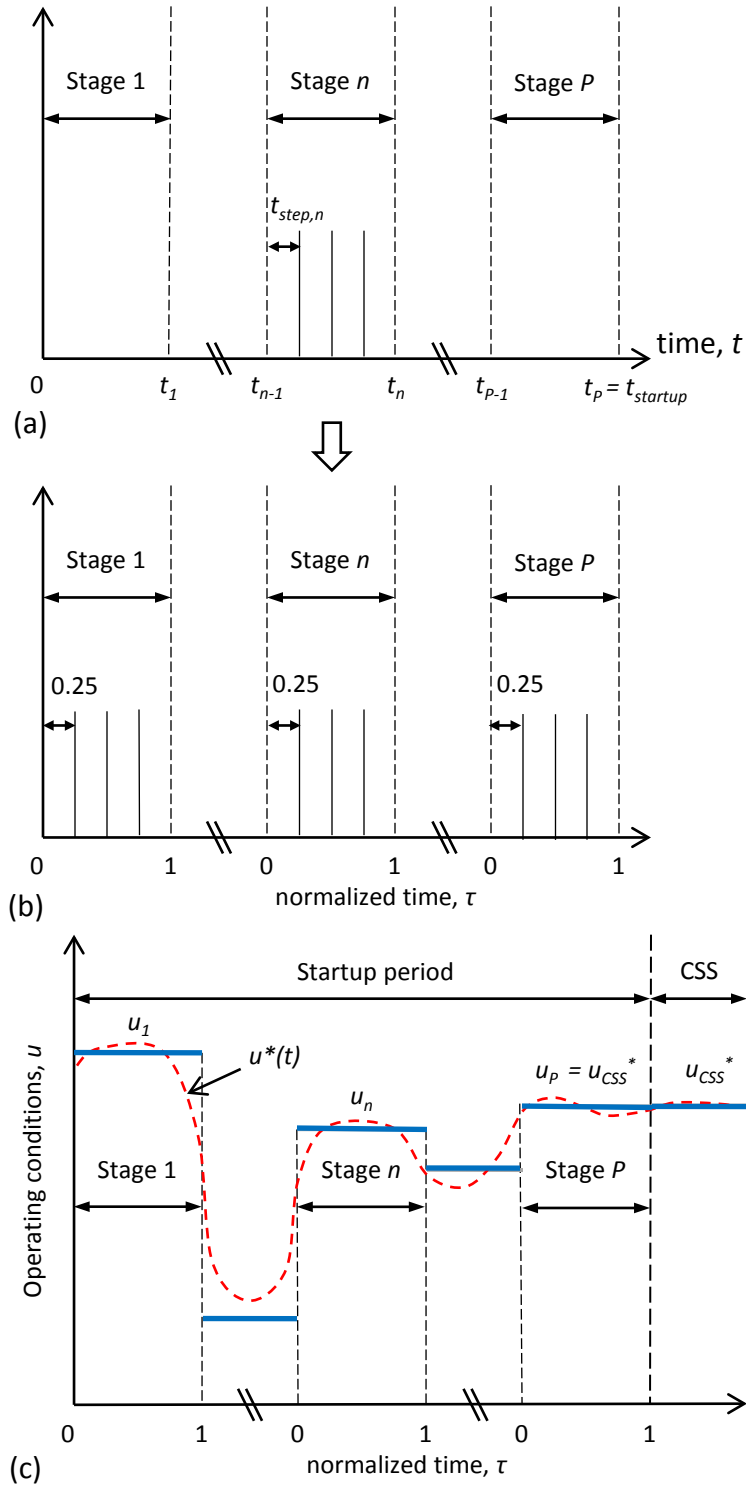 Stage 1 Stage n Stage P
t_step,n
time, t
0 t_1 t_n-1 t_n t_P-1 t_P = t_startup
(a)
Stage 1 Stage n Stage P
0.25 0.25 0.25
0 1 0 1 0 1
normalized time, τ
(b)
Startup period CSS
u_1 u*(t) u_n u_P = u_CSS* u_CSS*
Operating conditions, u
Stage 1 Stage n Stage P
0 1 0 1 0 1
normalized time, τ
(c)